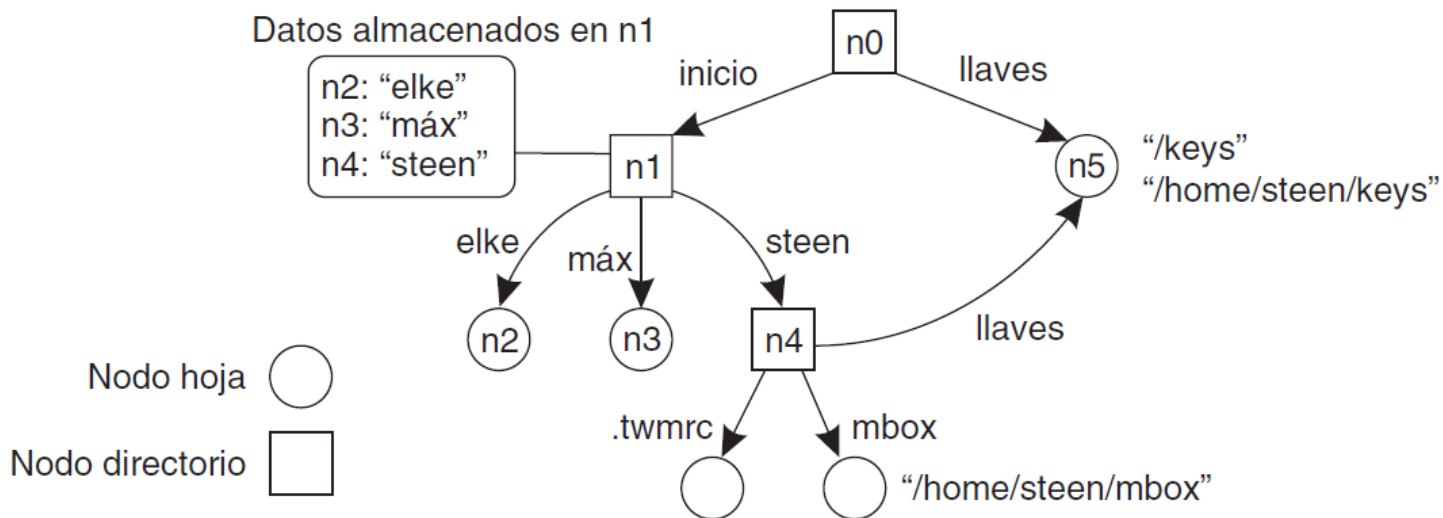 Datos almacenados en n1
n2: “elke”
n3: “máx”
n4: “steen”
n0
inicio
llaves
n1
n5
“/keys”
“/home/steen/keys”
elke
máx
steen
n2
n3
n4
llaves
Nodo hoja
.twmrc
mbox
Nodo directorio
“/home/steen/mbox”